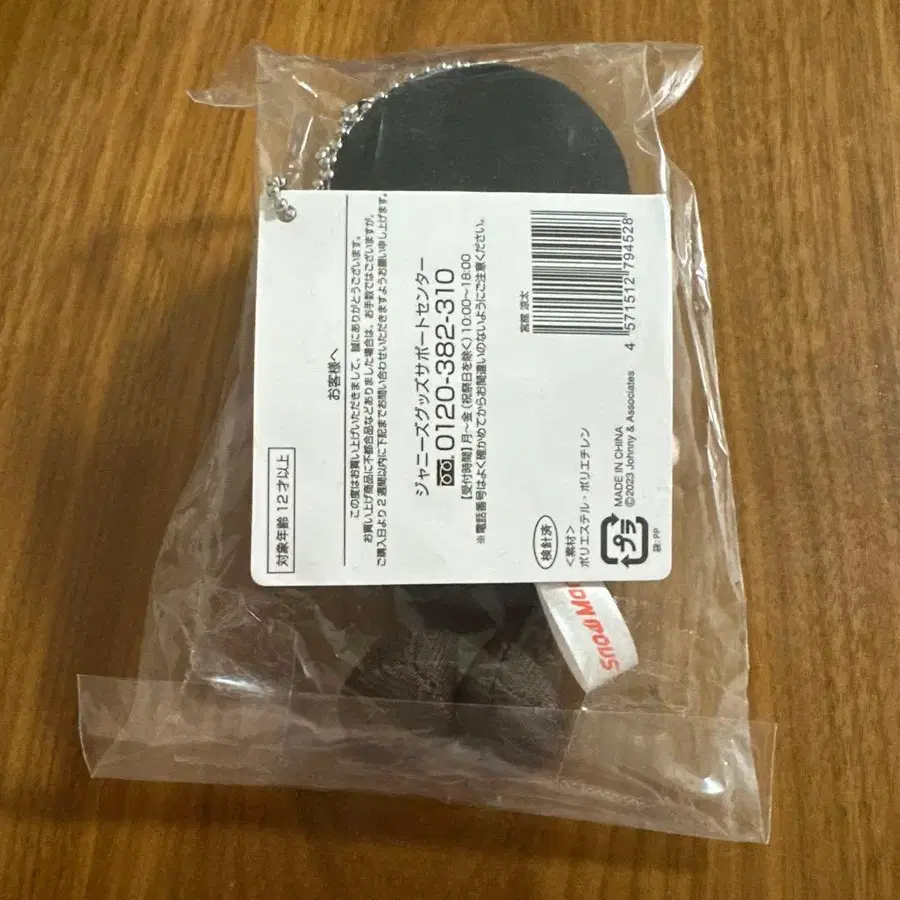 対象年齢 12才以上
お客様へ
この度はお買い上げいただきまして、誠にありがとうございます。
お買い上げ商品に不都合品などありました場合は、お手数ではございますが、
ご購入日より2週間以内に下記までお問い合わせいただきますようお願い申し上げます。
ジャニーズグッズサポートセンター
0120-382-310
【受付時間】月〜金(祝祭日を除く)10:00〜18:00
※電話番号はよく確かめてからお間違いのないようにご注意ください。
宮舘 涼太
4 571512 794528
検針済
<素材>
ポリエステル・ポリエチレン
プラ
袋:PP
MADE IN CHINA
©2023 Johnny & Associates
Snow Man